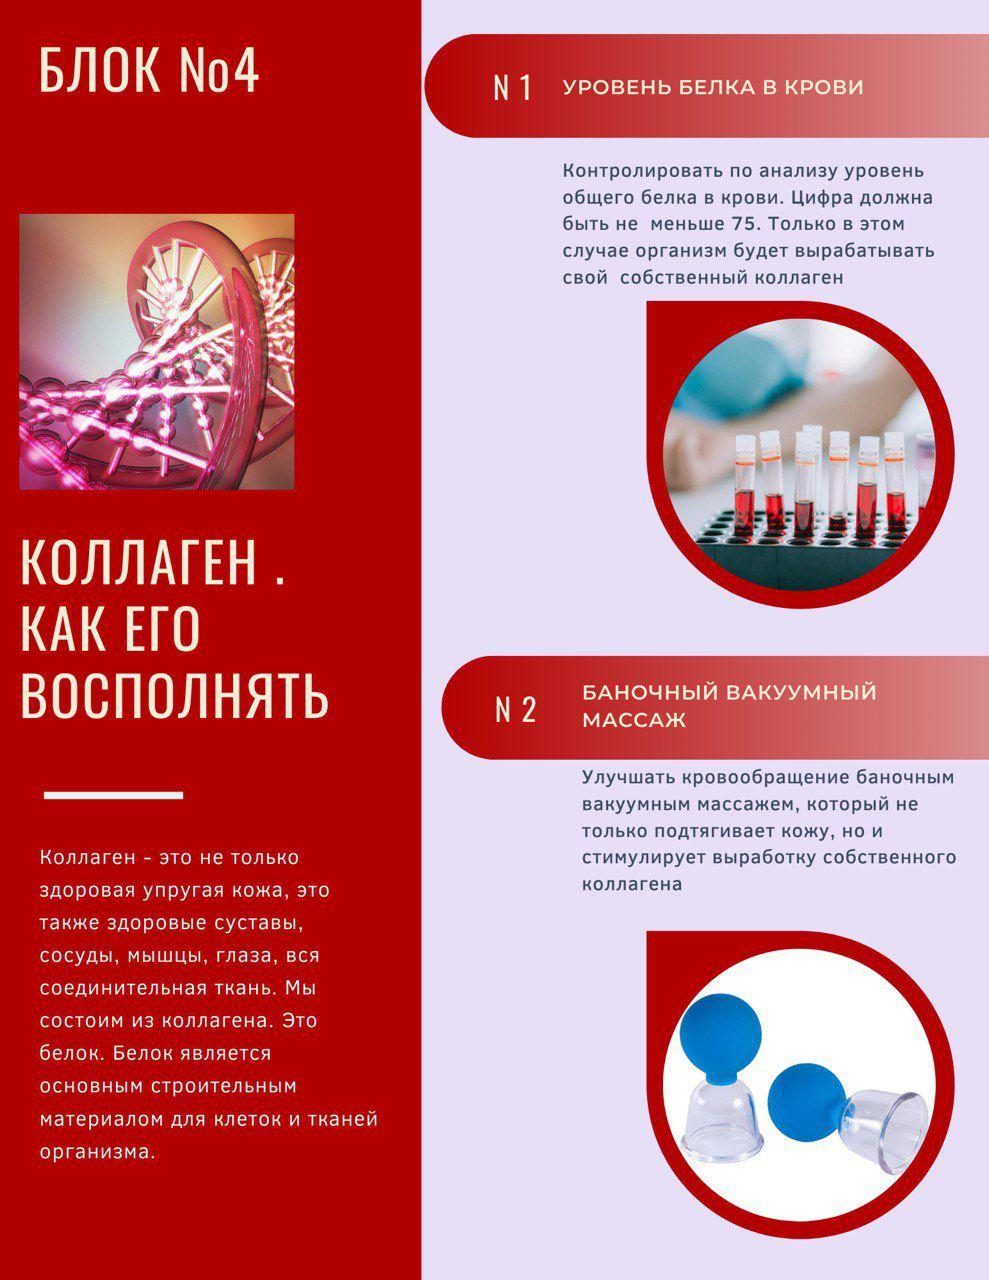 БЛОК №4
КОЛЛАГЕН .
КАК ЕГО
ВОСПОЛНЯТЬ
Коллаген - это не только
здоровая упругая кожа, это
также здоровые суставы,
сосуды, мышцы, глаза, вся
соединительная ткань. Мы
состоим из коллагена. Это
белок. Белок является
основным строительным
материалом для клеток и тканей
организма.
N 1
УРОВЕНЬ БЕЛКА В КРОВИ
Контролировать по анализу уровень
общего белка в крови. Цифра должна
быть не  меньше 75. Только в этом
случае организм будет вырабатывать
свой  собственный коллаген
N 2
БАНОЧНЫЙ ВАКУУМНЫЙ
МАССАЖ
Улучшать кровообращение баночным
вакуумным массажем, который не
только подтягивает кожу, но и
стимулирует выработку собственного
коллагена